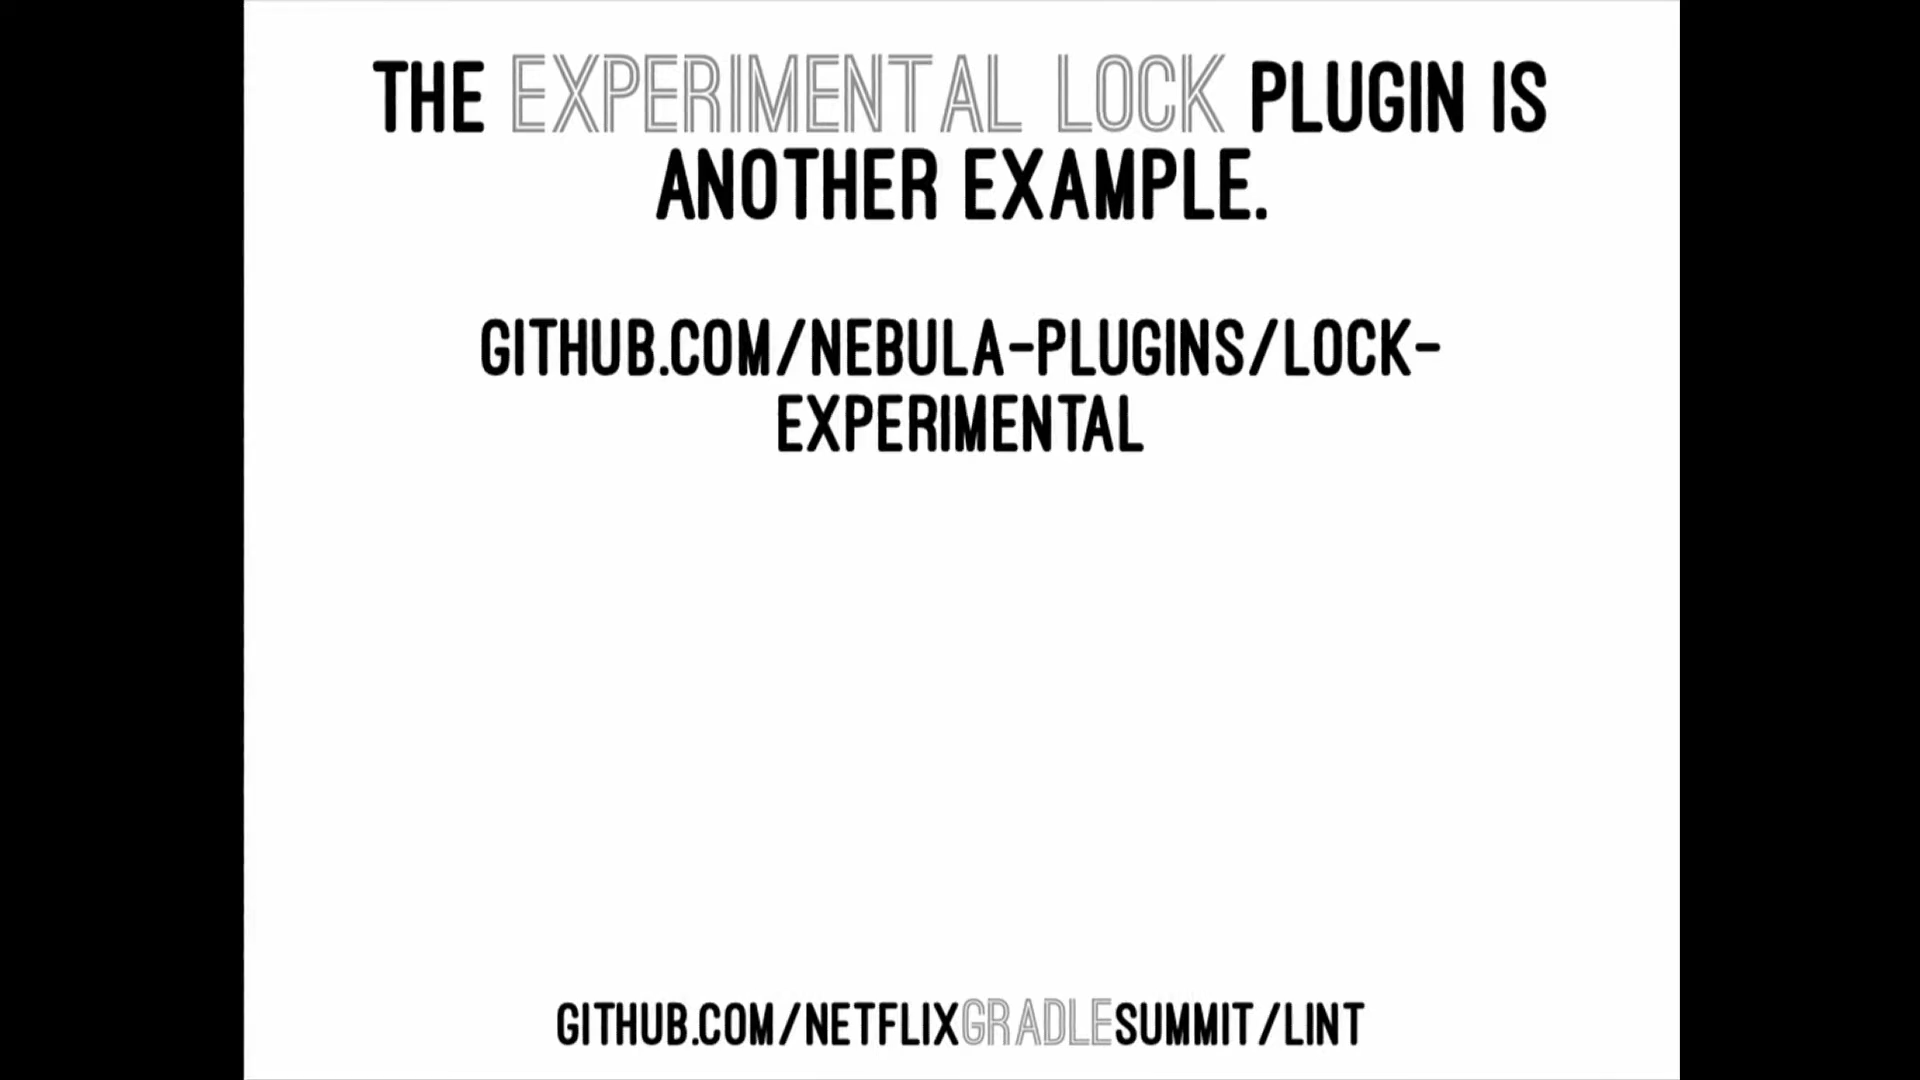 THE EXPERIMENTAL LOCK PLUGIN IS
ANOTHER EXAMPLE.
GITHUB.COM/NEBULA-PLUGINS/LOCK-
EXPERIMENTAL
GITHUB.COM/NETFLIXGRADLESUMMIT/LINT